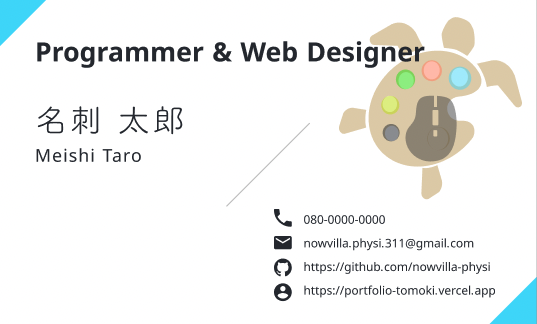 Programmer & Web Designer
名刺 太郎
Meishi Taro
080-0000-0000
nowvilla.physi.311@gmail.com
https://github.com/nowvilla-physi
https://portfolio-tomoki.vercel.app